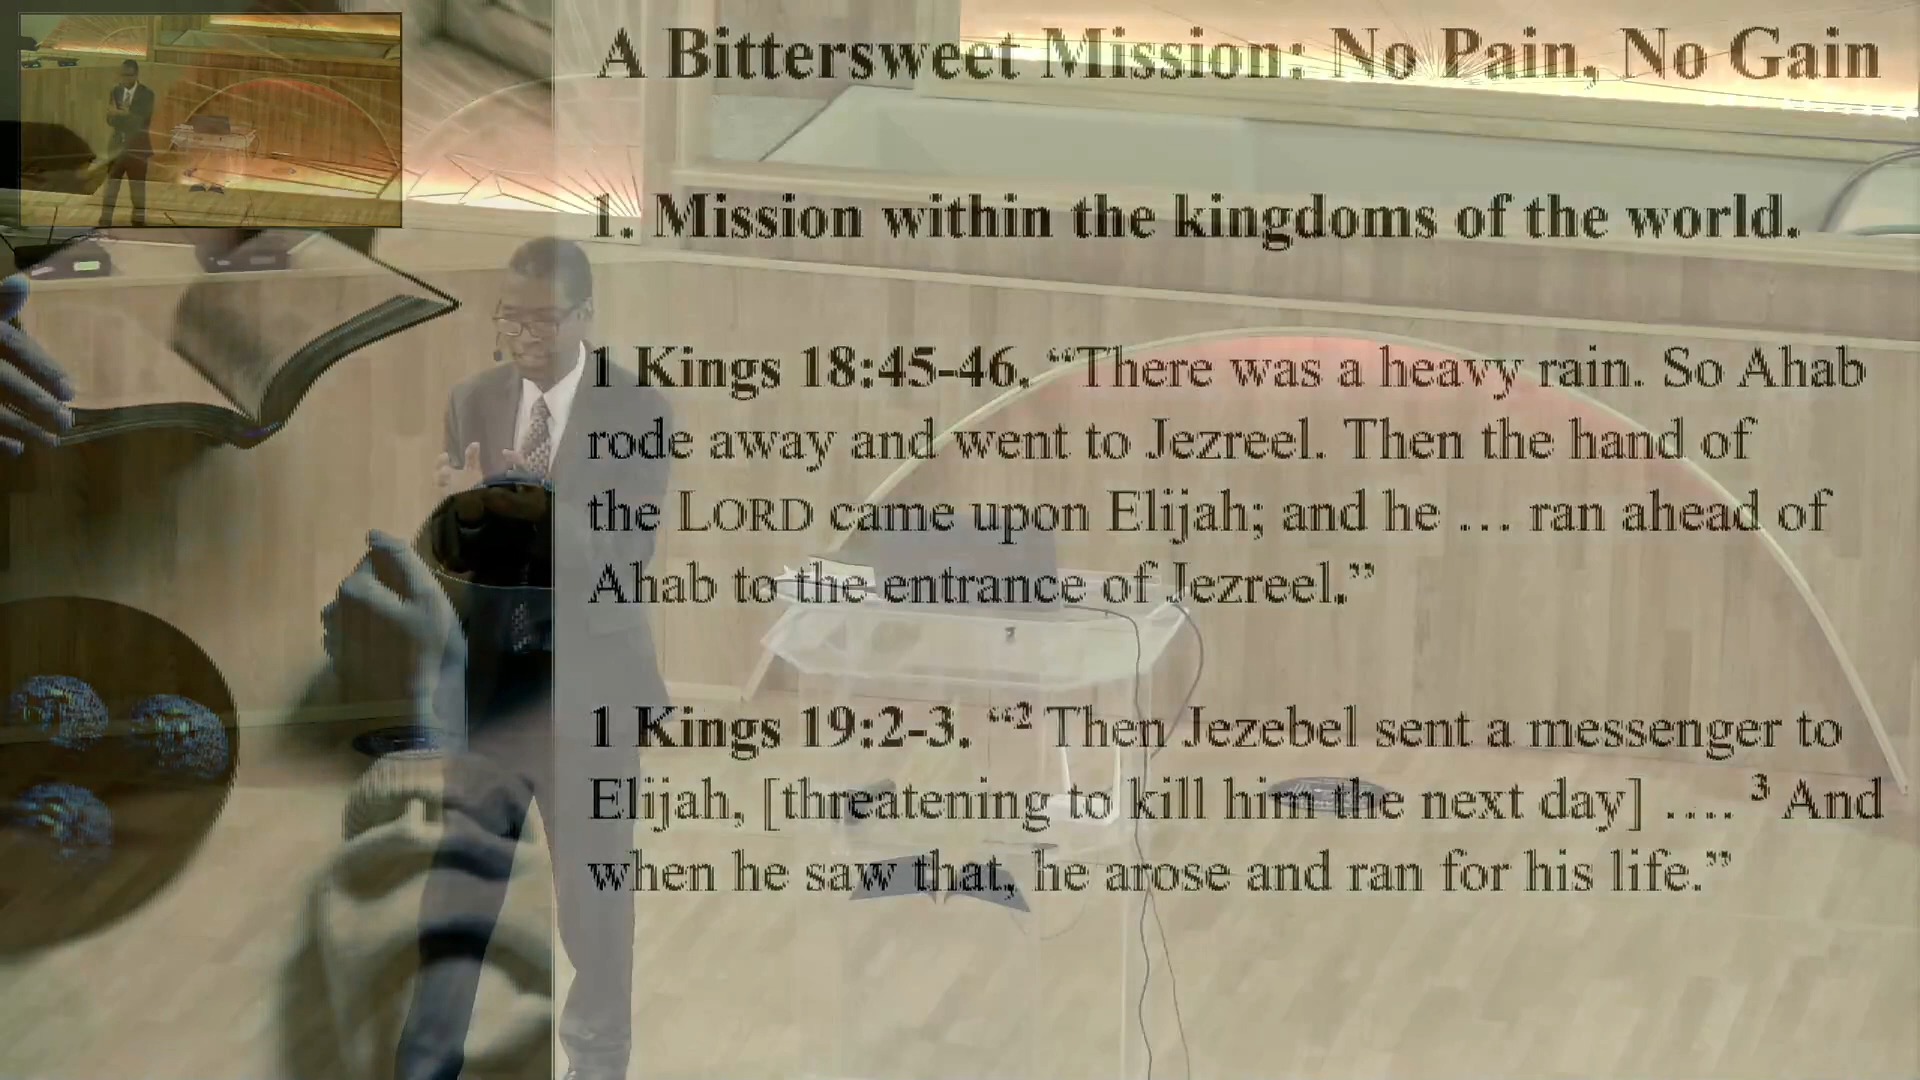 A Bittersweet Mission: No Pain, No Gain
1. Mission within the kingdoms of the world.
1 Kings 18:45-46. “There was a heavy rain. So Ahab
rode away and went to Jezreel. Then the hand of
the LORD came upon Elijah; and he … ran ahead of
Ahab to the entrance of Jezreel.”
1 Kings 19:2-3. “² Then Jezebel sent a messenger to
Elijah, [threatening to kill him the next day] …. ³ And
when he saw that, he arose and ran for his life.”